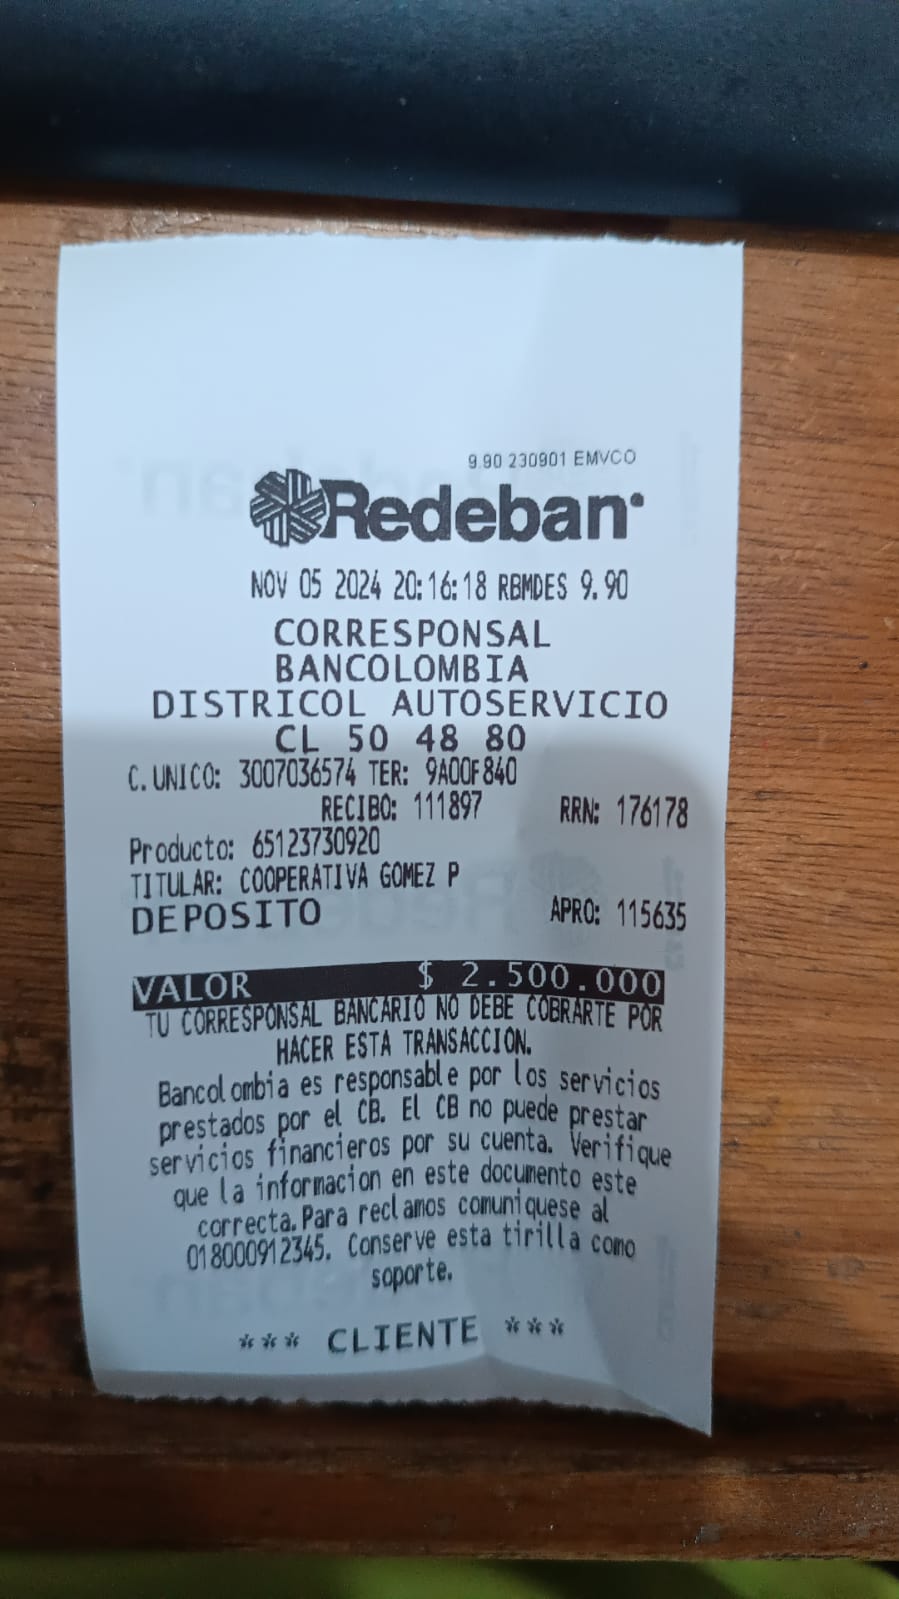 9.90 230901 EMVCO
Redeban
NOV 05 2024 20:16:18 RBMDES 9.90
CORRESPONSAL
BANCOLOMBIA
DISTRICOL AUTOSERVICIO
CL 50 48 80
C.UNICO: 3007036574 TER: 9A00F840
RECIBO: 111897 RRN: 176178
Producto: 65123730920
TITULAR: COOPERATIVA GOMEZ P
DEPOSITO APRO: 115635
VALOR $ 2.500.000
TU CORRESPONSAL BANCARIO NO DEBE COBRARTE POR
HACER ESTA TRANSACCION.
Bancolombia es responsable por los servicios
prestados por el CB. El CB no puede prestar
servicios financieros por su cuenta. Verifique
que la informacion en este documento este
correcta.Para reclamos comuniquese al
018000912345. Conserve esta tirilla como
soporte.
*** CLIENTE ***